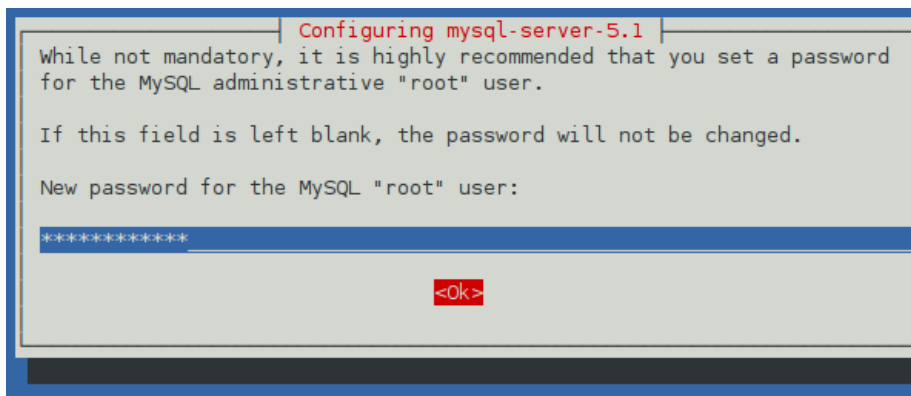 Configuring mysql-server-5.1
While not mandatory, it is highly recommended that you set a password
for the MySQL administrative "root" user.
If this field is left blank, the password will not be changed.
New password for the MySQL "root" user:
************
<Ok>